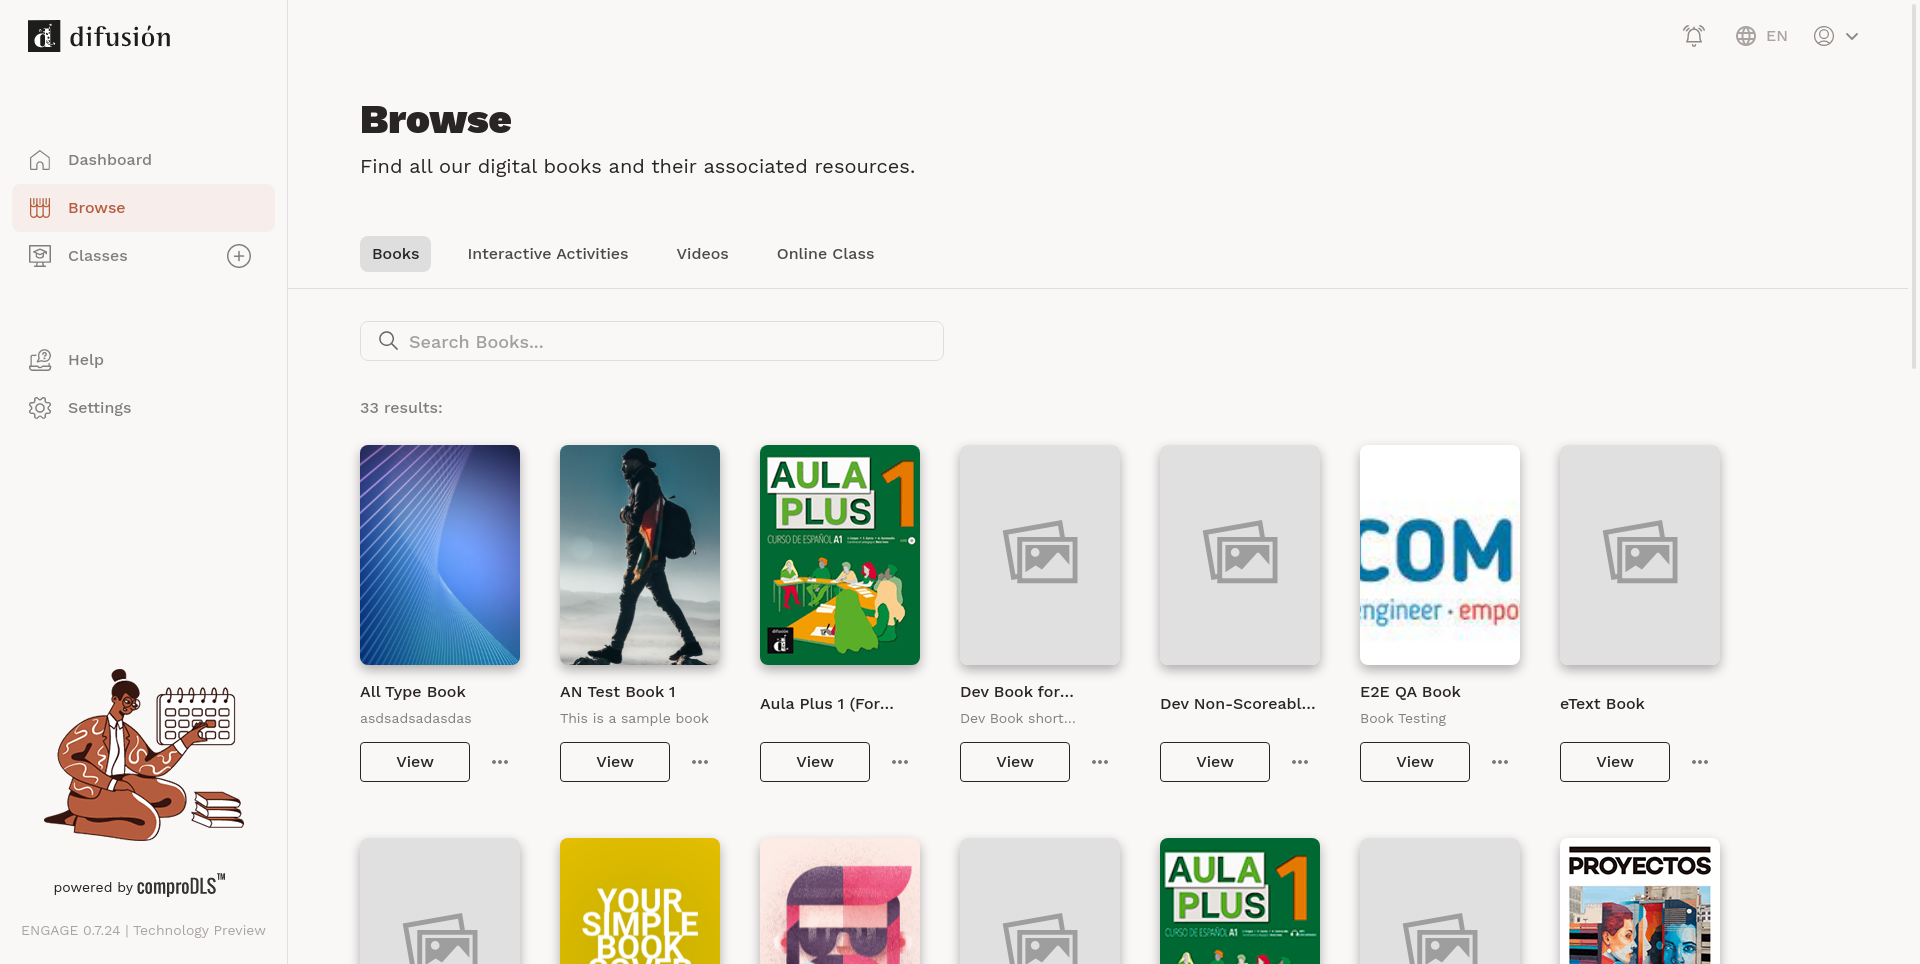 difusión
EN
Dashboard
Browse
Classes
Help
Settings
powered by comproDLS™
ENGAGE 0.7.24 | Technology Preview
Browse
Find all our digital books and their associated resources.
Books
Interactive Activities
Videos
Online Class
Search Books...
33 results:
AULA 1
PLUS
CURSO DE ESPAÑOL A1
difusión
COM
engineer · empo
All Type Book
asdsadsadasdas
View
AN Test Book 1
This is a sample book
View
Aula Plus 1 (For...
View
Dev Book for...
Dev Book short...
View
Dev Non-Scoreabl...
View
E2E QA Book
Book Testing
View
eText Book
View
YOUR
SIMPLE
BOOK
COVER
AULA 1
PLUS
CURSO DE ESPAÑOL A1
PROYECTOS